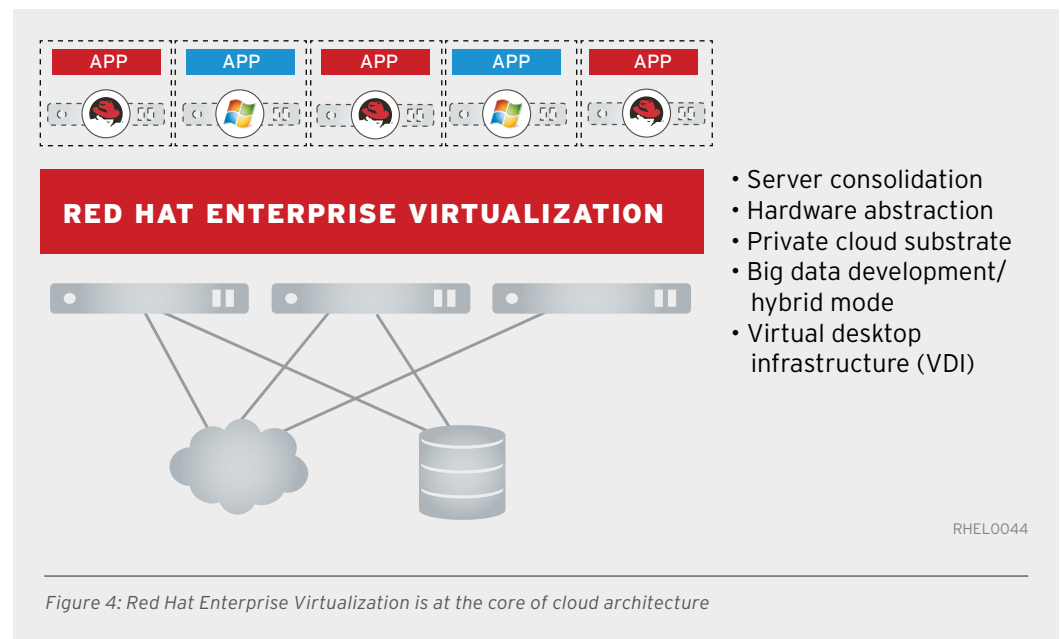 APP APP APP APP APP
RED HAT ENTERPRISE VIRTUALIZATION
• Server consolidation
• Hardware abstraction
• Private cloud substrate
• Big data development/
hybrid mode
• Virtual desktop
infrastructure (VDI)
RHEL0044
Figure 4: Red Hat Enterprise Virtualization is at the core of cloud architecture